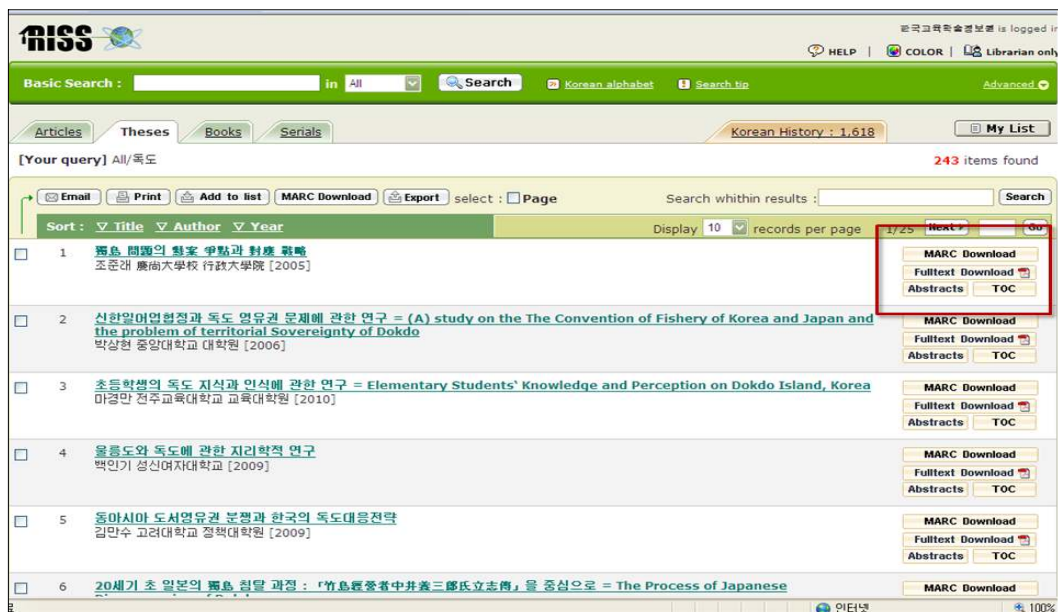 RISS
한국교육학술정보원 is logged in
HELP | COLOR | Librarian only
Basic Search : in All Search Korean alphabet Search tip Advanced
Articles Theses Books Serials Korean History : 1,618 My List
[Your query] All/독도 243 items found
Email Print Add to list MARC Download Export select : Page Search whithin results : Search
Sort : ▽ Title ▽ Author ▽ Year Display 10 records per page 1/25 Next Go
1 獨島 問題의 懸案 爭點과 對應 戰略 MARC Download
조준래 慶尙大學校 行政大學院 [2005] Fulltext Download
Abstracts TOC
2 신한일어업협정과 독도 영유권 문제에 관한 연구 = (A) study on the The Convention of Fishery of Korea and Japan and MARC Download
the problem of territorial Sovereignty of Dokdo Fulltext Download
박상현 중앙대학교 대학원 [2006] Abstracts TOC
3 초등학생의 독도 지식과 인식에 관한 연구 = Elementary Students' Knowledge and Perception on Dokdo Island, Korea MARC Download
마경만 전주교육대학교 교육대학원 [2010] Fulltext Download
Abstracts TOC
4 울릉도와 독도에 관한 지리학적 연구 MARC Download
백인기 성신여자대학교 [2009] Fulltext Download
Abstracts TOC
5 동아시아 도서영유권 분쟁과 한국의 독도대응전략 MARC Download
김만수 고려대학교 정책대학원 [2009] Fulltext Download
Abstracts TOC
6 20세기 초 일본의 獨島 침탈 과정 : 「竹島經營者中井養三郞氏立志傳」을 중심으로 = The Process of Japanese MARC Download
인터넷 100%